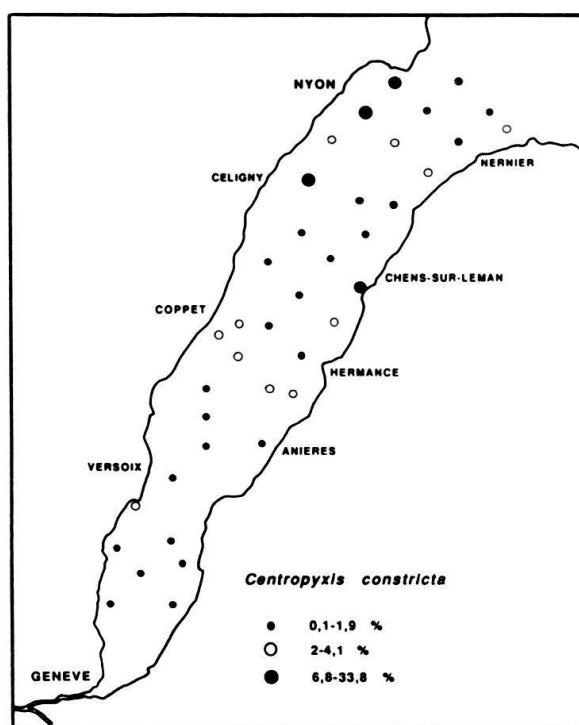 NYON
NERNIER
CELIGNY
CHENS-SUR-LEMAN
COPPET
HERMANCE
ANIERES
VERSOIX
Centropyxis constricta
0,1-1,9 %
2-4,1 %
6,8-33,8 %
GENEVE